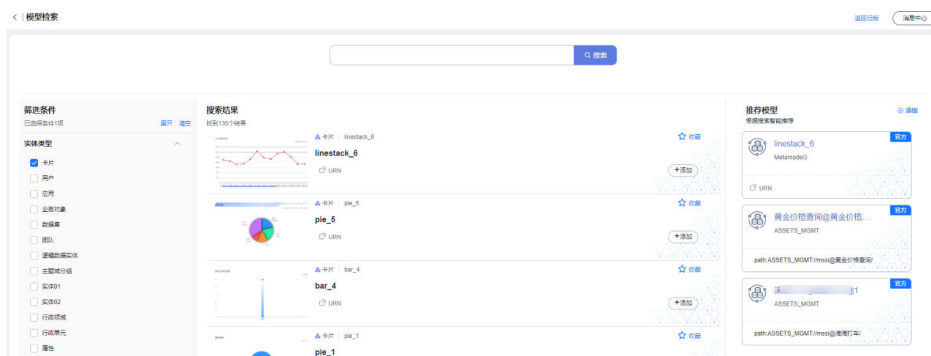 模型检索
返回旧版
消息中心
搜索
筛选条件
已选择条件1项
展开
清空
实体类型
卡片
用户
应用
业务对象
数据集
团队
逻辑数据实体
主题域分组
实体01
实体02
行政领域
行政单元
属性
搜索结果
找到135个结果
卡片 linestack_6
收藏
linestack_6
URN
+添加
卡片 pie_5
收藏
pie_5
URN
+添加
卡片 bar_4
收藏
bar_4
URN
+添加
卡片 pie_1
收藏
pie_1
推荐模型
添加
根据搜索智能推荐
官方
linestack_6
Metamodel3
URN
官方
黄金价格查询@黄金价格...
ASSETS_MGMT
path:ASSETS_MGMT//mssi@黄金价格查询/
官方
1
ASSETS_MGMT
path:ASSETS_MGMT//mssi@滴滴打车/